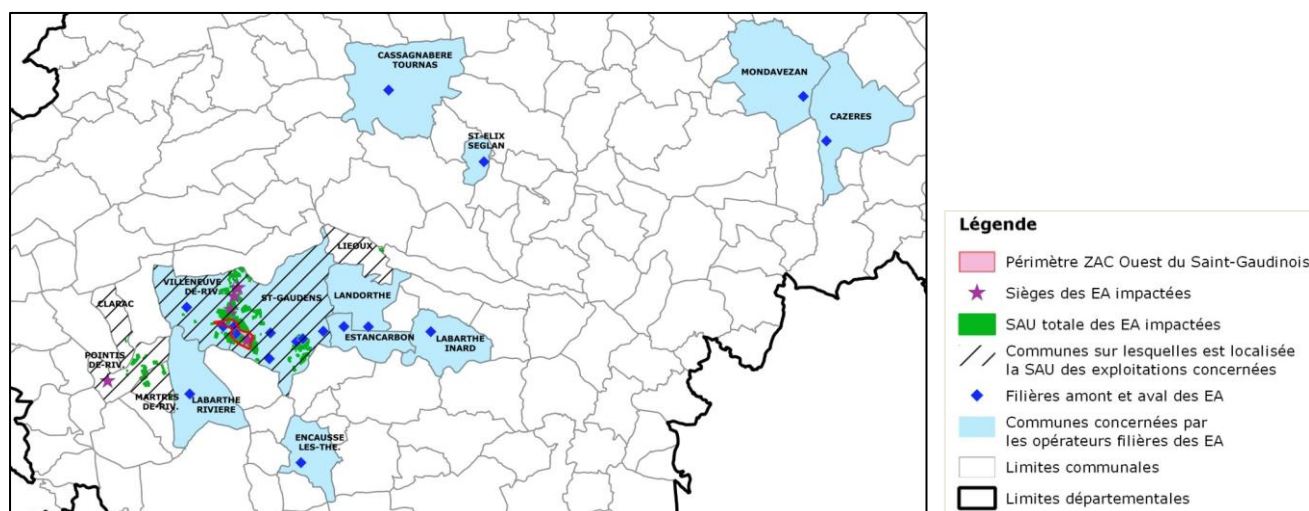 CASSAGNABERE
TOURNAS
MONDAVEZAN
CAZERES
ST-ELIX
SEGLAN
LIEOUX
VILLENEUVE
DE-RIV.
ST-GAUDENS
LANDORTHE
CLARAC
ESTANCARBON
LABARTHE
INARD
POINTIS
DE-RIV.
MARTRES
DE-RIV.
LABARTHE
RIVIERE
ENCAUSSE
LES-THE.
Légende
Périmètre ZAC Ouest du Saint-Gaudinois
Sièges des EA impactées
SAU totale des EA impactées
Communes sur lesquelles est localisée
la SAU des exploitations concernées
Filières amont et aval des EA
Communes concernées par
les opérateurs filières des EA
Limites communales
Limites départementales